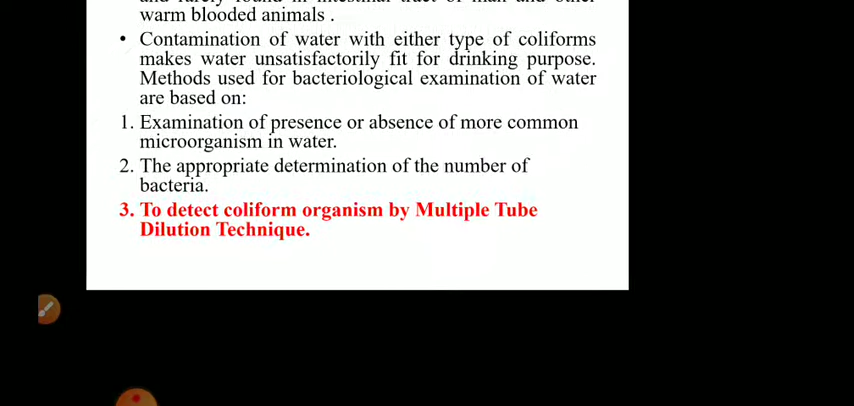 warm blooded animals .
• Contamination of water with either type of coliforms
makes water unsatisfactorily fit for drinking purpose.
Methods used for bacteriological examination of water
are based on:
1. Examination of presence or absence of more common
microorganism in water.
2. The appropriate determination of the number of
bacteria.
3. To detect coliform organism by Multiple Tube
Dilution Technique.